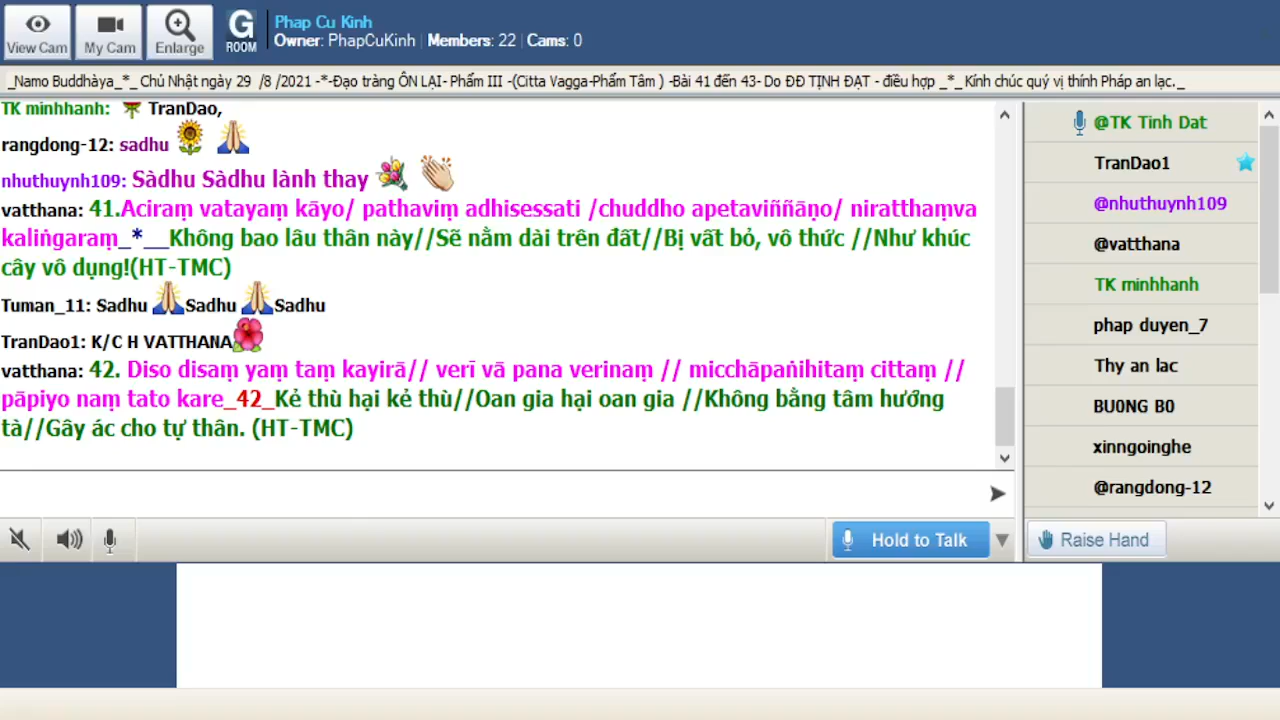 View Cam
My Cam
Enlarge
G
ROOM
Phap Cu Kinh
Owner: PhapCuKinh | Members: 22 | Cams: 0
_Namo Buddhàya_*_ Chủ Nhật ngày 29 /8 /2021 -*-Đạo tràng ÔN LẠI- Phẩm III -(Citta Vagga-Phẩm Tâm ) -Bài 41 đến 43- Do ĐĐ TỊNH ĐẠT - điều hợp _*_ Kính chúc quý vị thính Pháp an lạc._
TK minhhanh: TranDao,
rangdong-12: sadhu
nhuthuynh109: Sàdhu Sàdhu lành thay
vatthana: 41.Aciraṃ vatayaṃ kāyo/ pathaviṃ adhisessati /chuddho apetaviññāṇo/ niratthaṃva
kaliṅgaraṃ_*__Không bao lâu thân này//Sẽ nằm dài trên đất//Bị vất bỏ, vô thức //Như khúc
cây vô dụng!(HT-TMC)
Tuman_11: Sadhu Sadhu Sadhu
TranDao1: K/C H VATTHANA
vatthana: 42. Diso disaṃ yaṃ taṃ kayirā// verī vā pana verinaṃ // micchāpaṅihitaṃ cittaṃ //
pāpiyo naṃ tato kare_42_Kẻ thù hại kẻ thù//Oan gia hại oan gia //Không bằng tâm hướng
tà//Gây ác cho tự thân. (HT-TMC)
Hold to Talk
@TK Tinh Dat
TranDao1
@nhuthuynh109
@vatthana
TK minhhanh
phap duyen_7
Thy an lac
BU0NG B0
xinngoinghe
@rangdong-12
Raise Hand